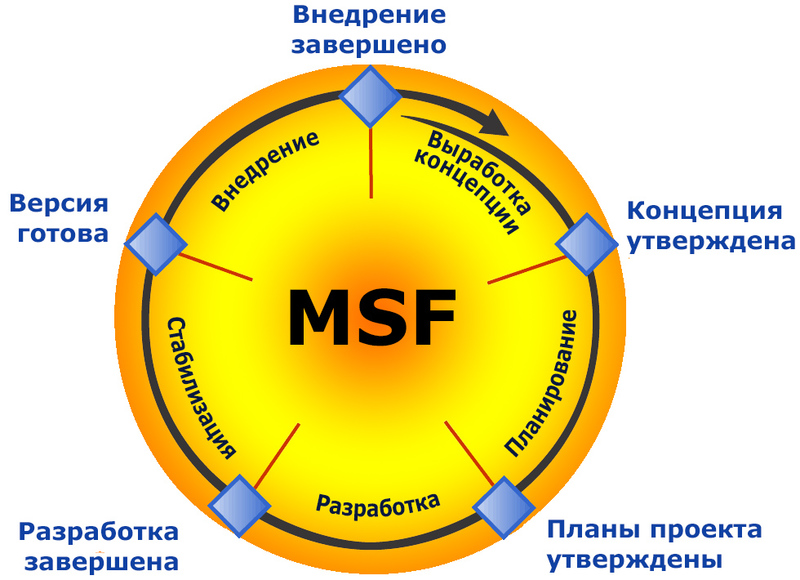 Внедрение
завершено
Выработка
концепции
Концепция
утверждена
Планирование
Планы проекта
утверждены
Разработка
Разработка
завершена
Стабилизация
Версия
готова
Внедрение
MSF